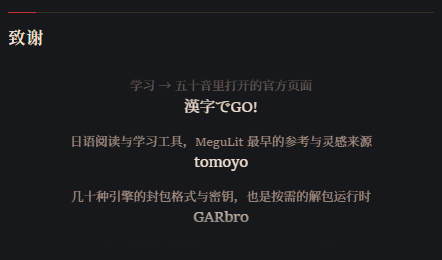 致谢
学习 → 五十音里打开的官方页面
漢字でGO!
日语阅读与学习工具，MeguLit 最早的参考与灵感来源
tomoyo
几十种引擎的封包格式与密钥，也是按需的解包运行时
GARbro